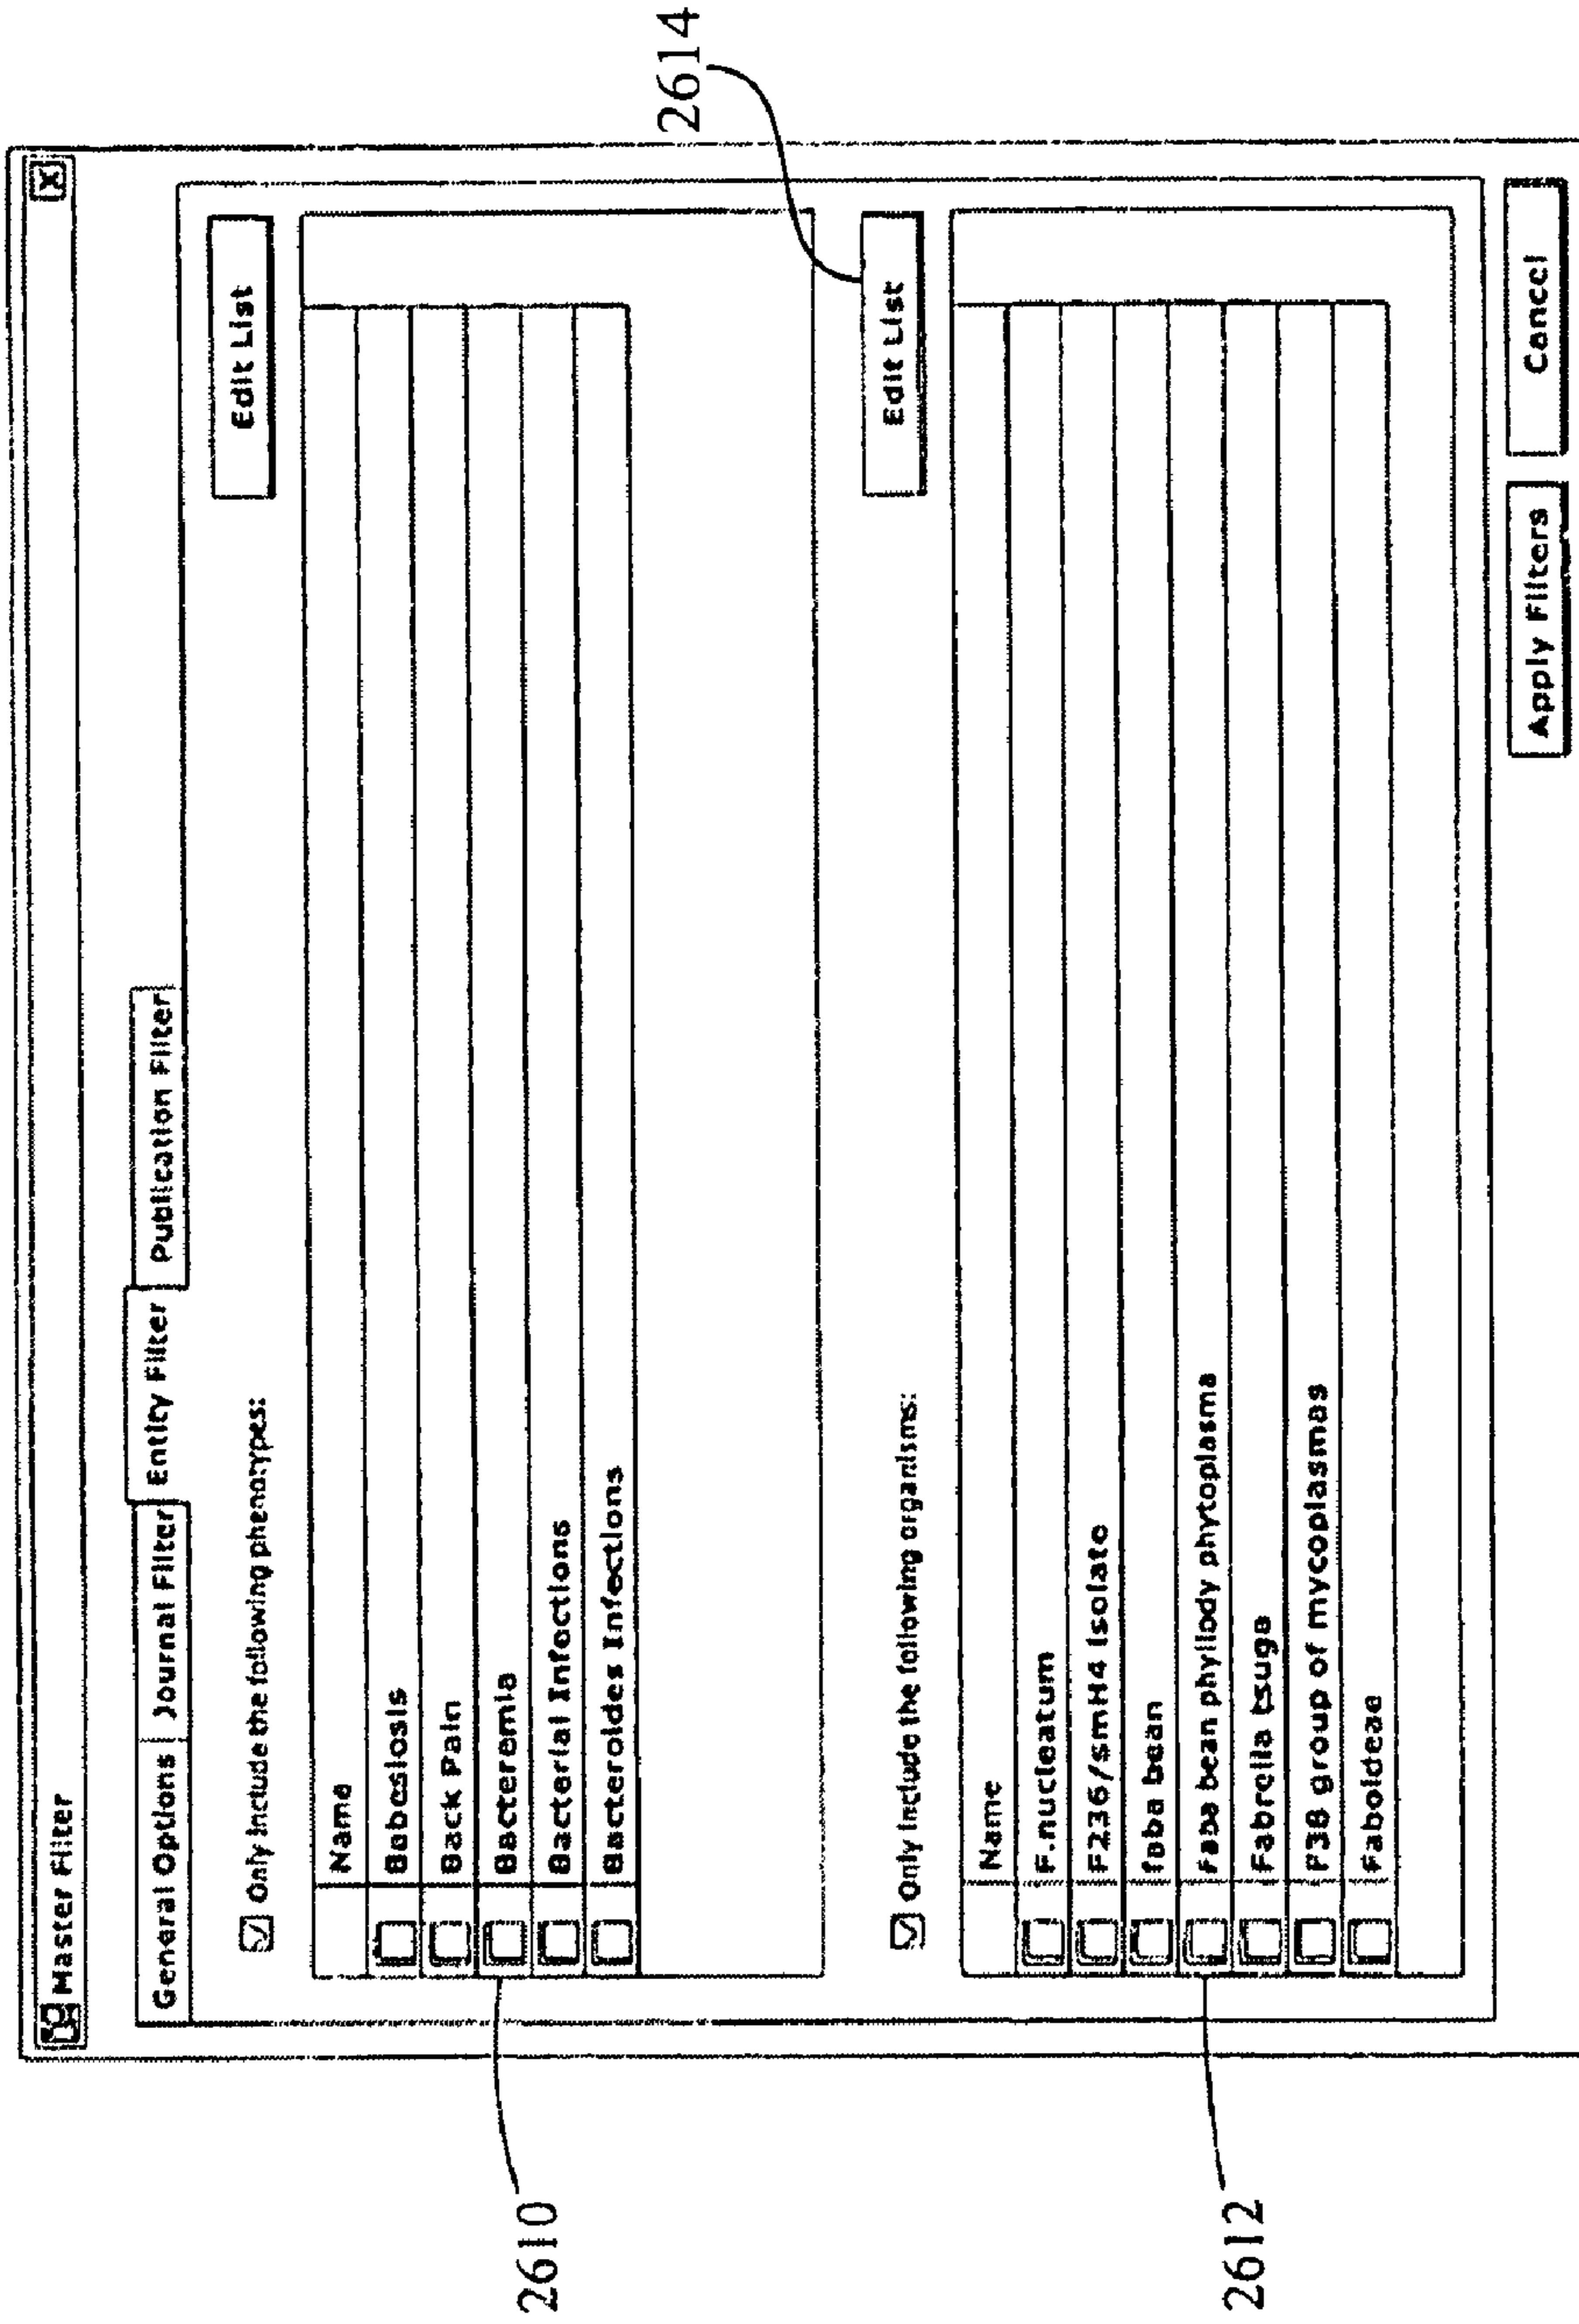 Master Filter
X
General Options
Journal Filter
Entity Filter
Publication Filter
Only include the following phenotypes:
Edit List
2614
Name
Babesiosis
Back Pain
2610
Bacteremia
Bacterial Infections
Bacteroides Infections
Only include the following organisms:
Edit List
Name
F.nucleatum
F236/smH4 isolate
faba bean
2612
Faba bean phyllody phytoplasma
Fabrella tsuga
P38 group of mycoplasmas
Faboideae
Apply Filters
Cancel